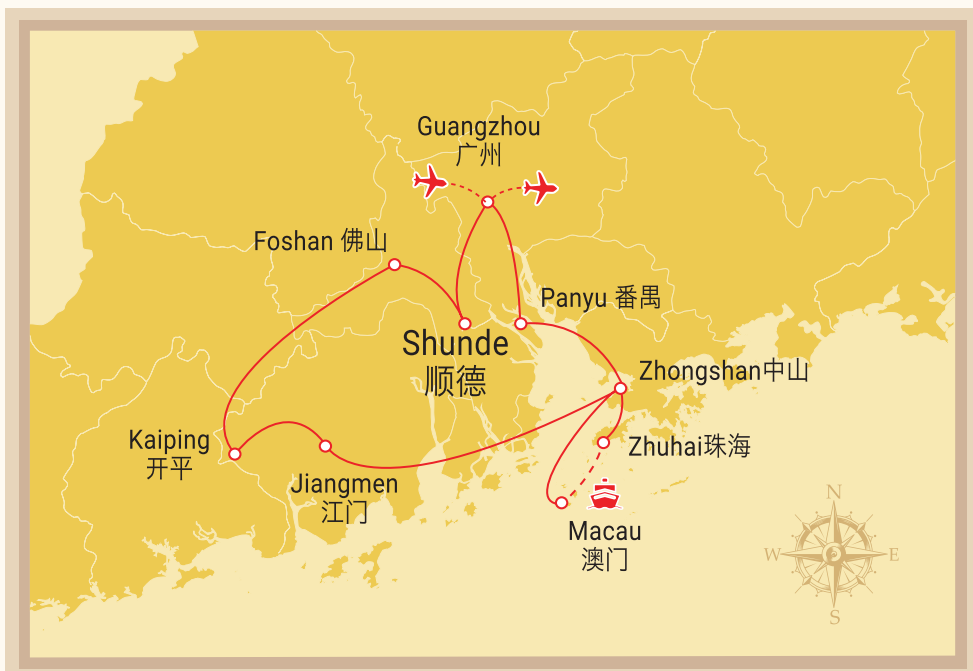 Guangzhou
广州
Foshan 佛山
Panyu 番禺
Shunde
顺德
Zhongshan中山
Kaiping
开平
Zhuhai珠海
Jiangmen
江门
Macau
澳门
N
W
E
S